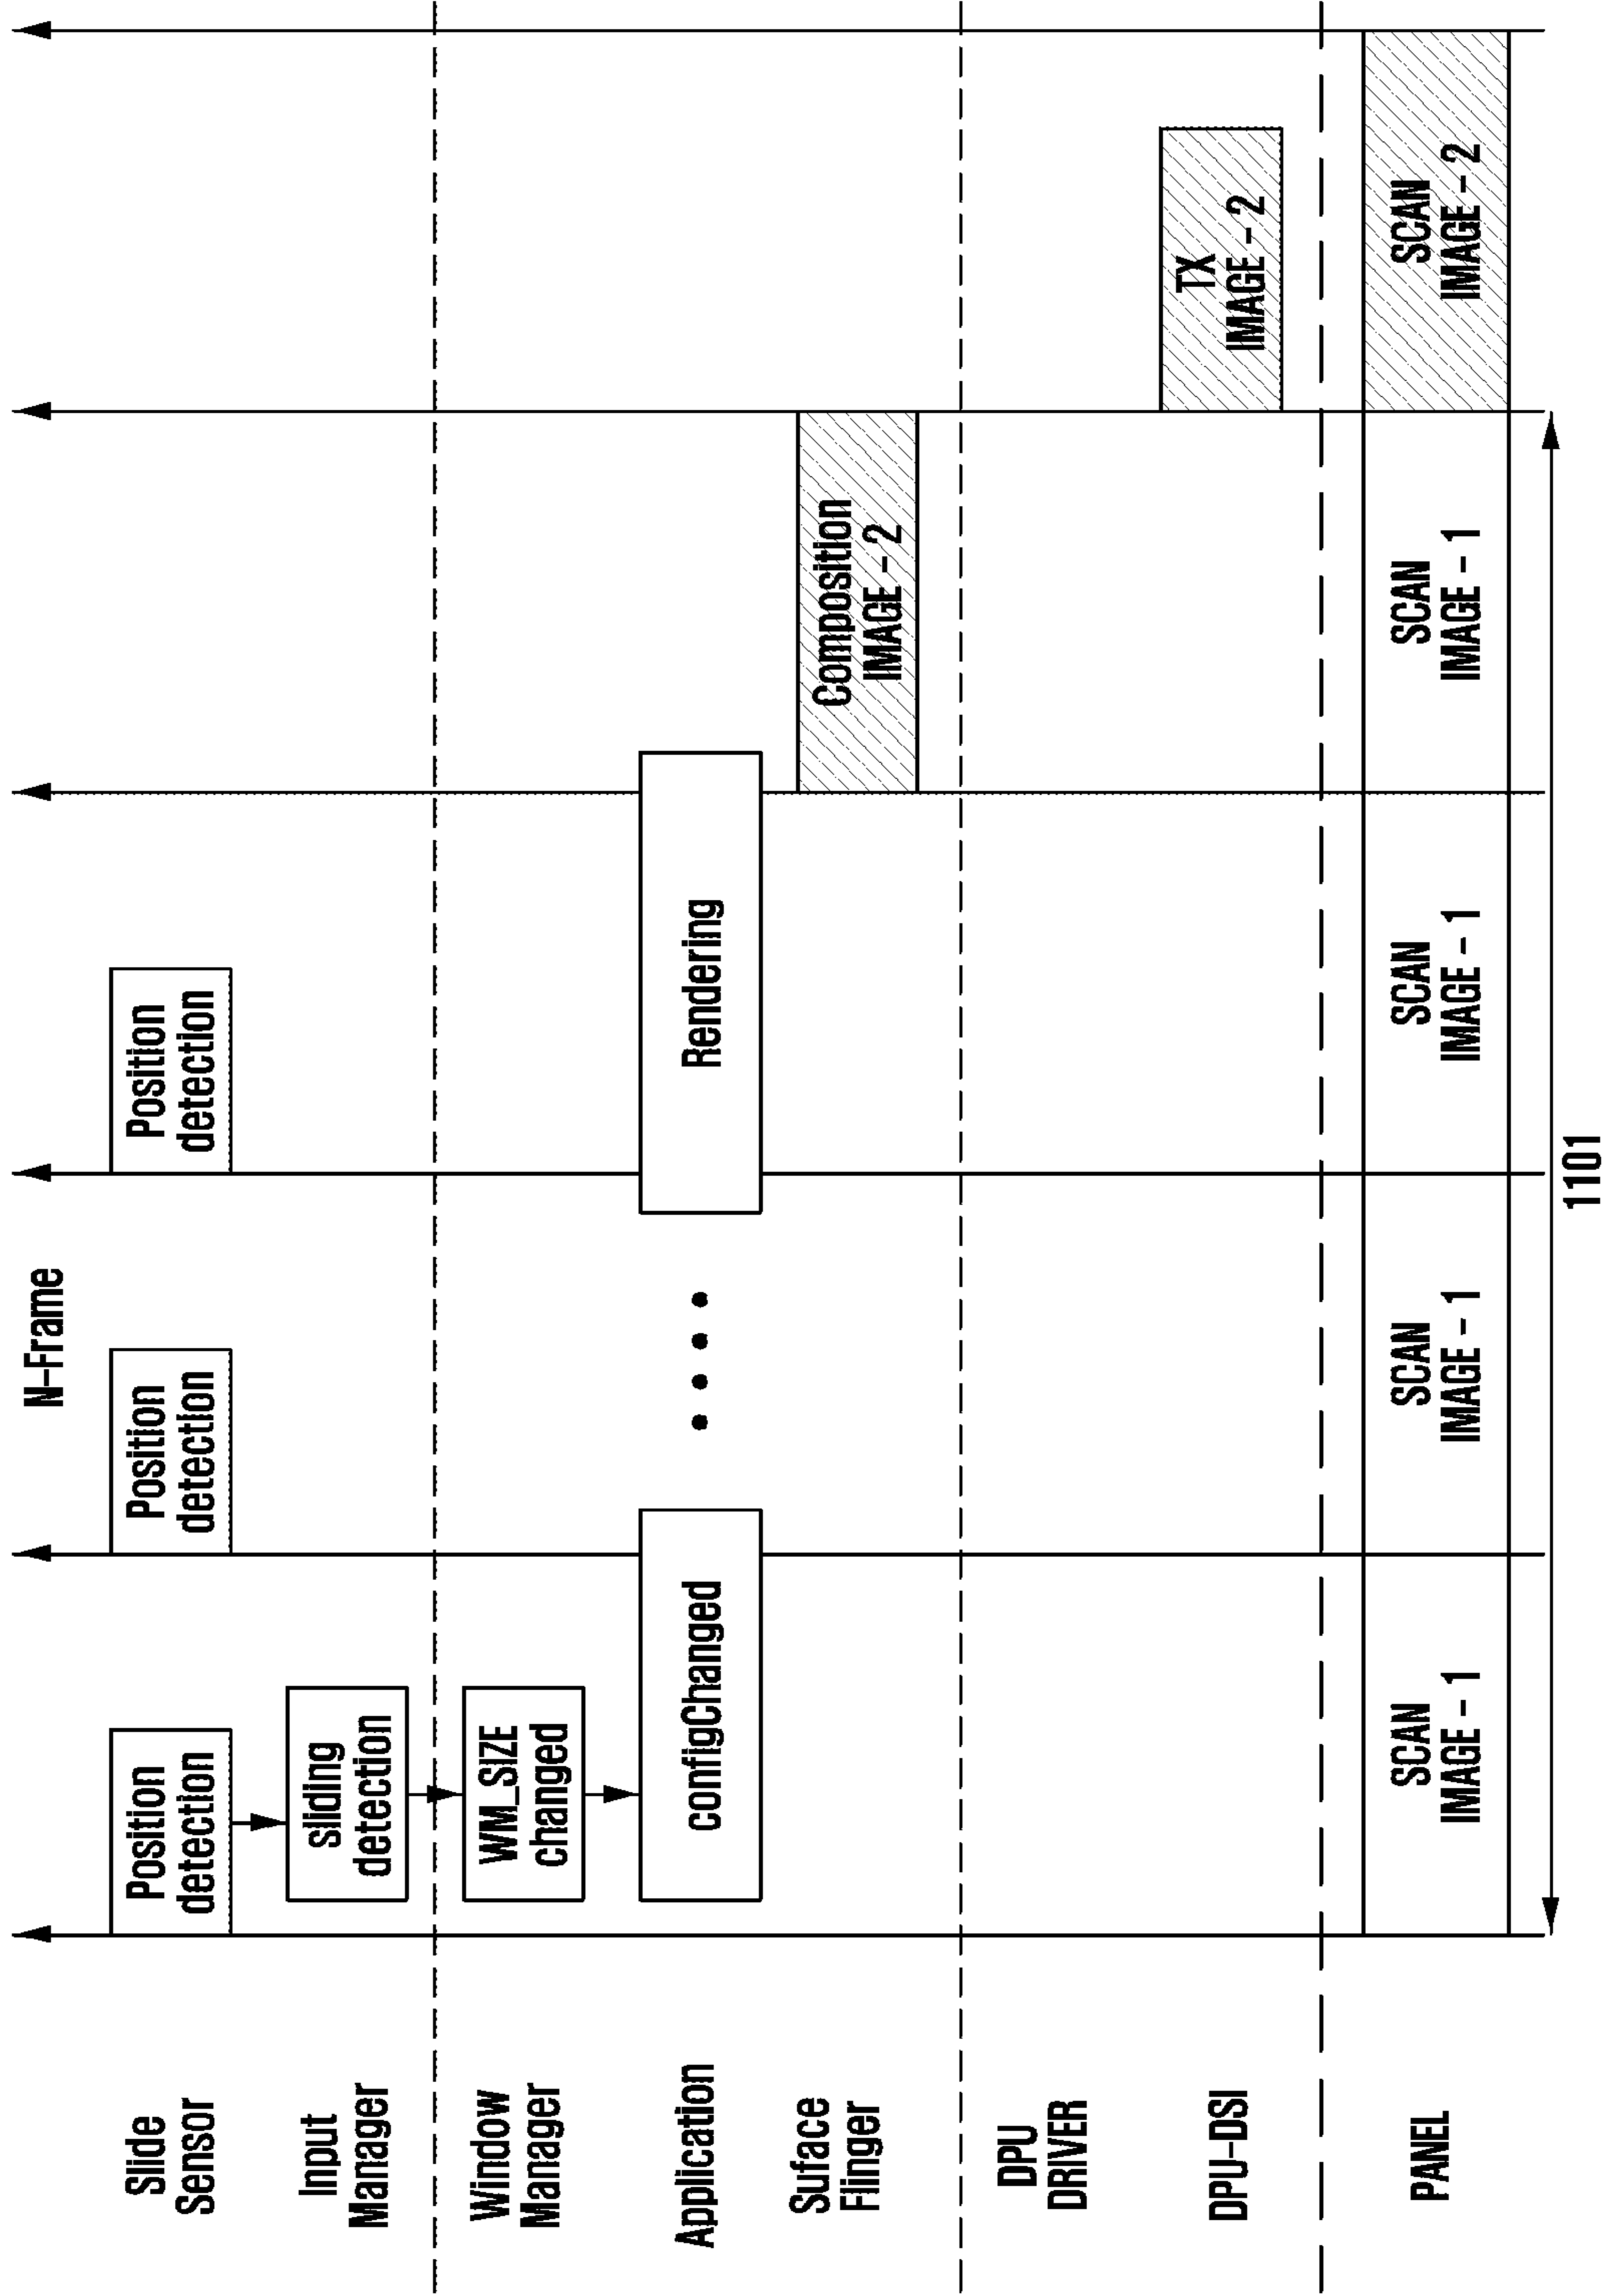 N-Frame
Slide
Sensor
Position
detection
Position
detection
Position
detection
Input
Manager
sliding
detection
Window
Manager
WM_SIZE
changed
Application
configChanged
Rendering
Suface
Flinger
Composition
IMAGE - 2
DPU
DRIVER
DPU-DSI
TX
IMAGE - 2
PANEL
SCAN
IMAGE - 1
SCAN
IMAGE - 1
SCAN
IMAGE - 1
SCAN
IMAGE - 1
SCAN
IMAGE - 2
1101